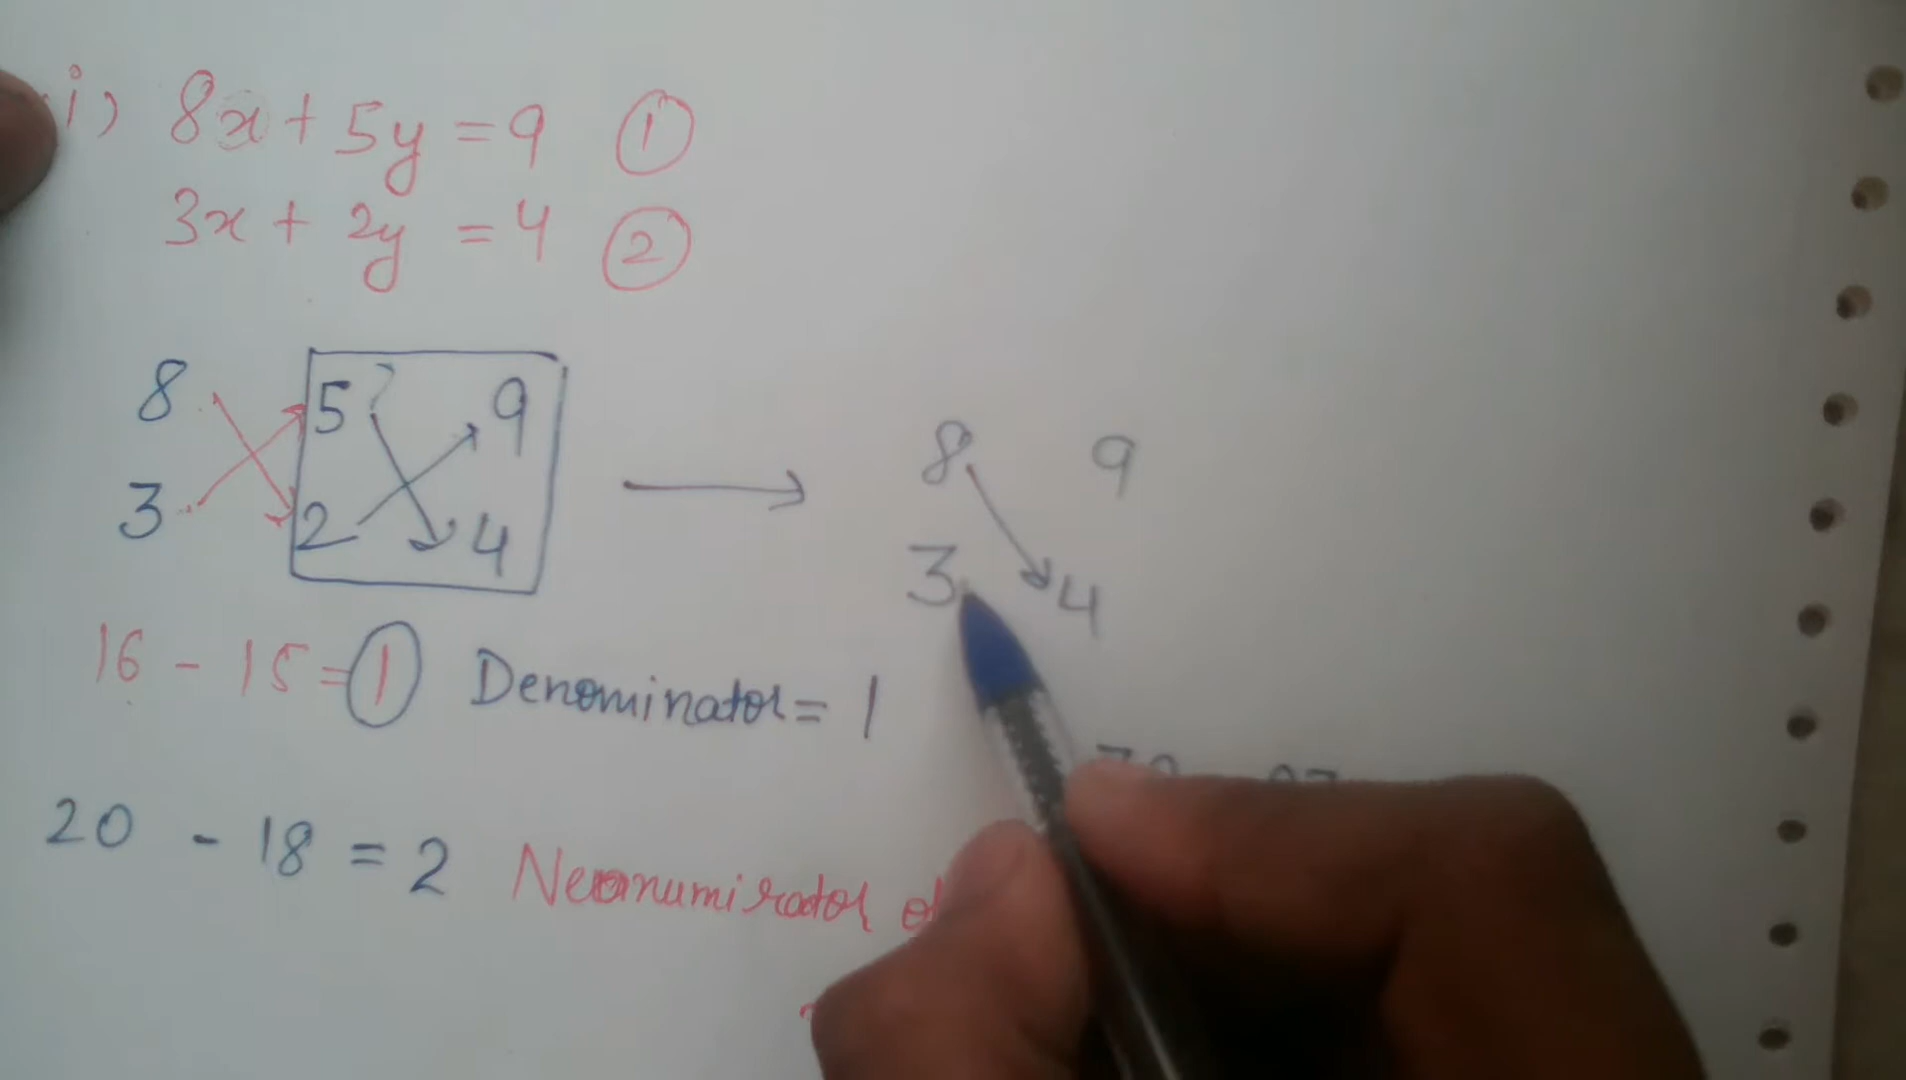 i) 8x + 5y = 9 ①
3x + 2y = 4 ②
8 5 9
3 2 4
8 9
3 4
16 - 15 = 1 Denominator = 1
20 - 18 = 2